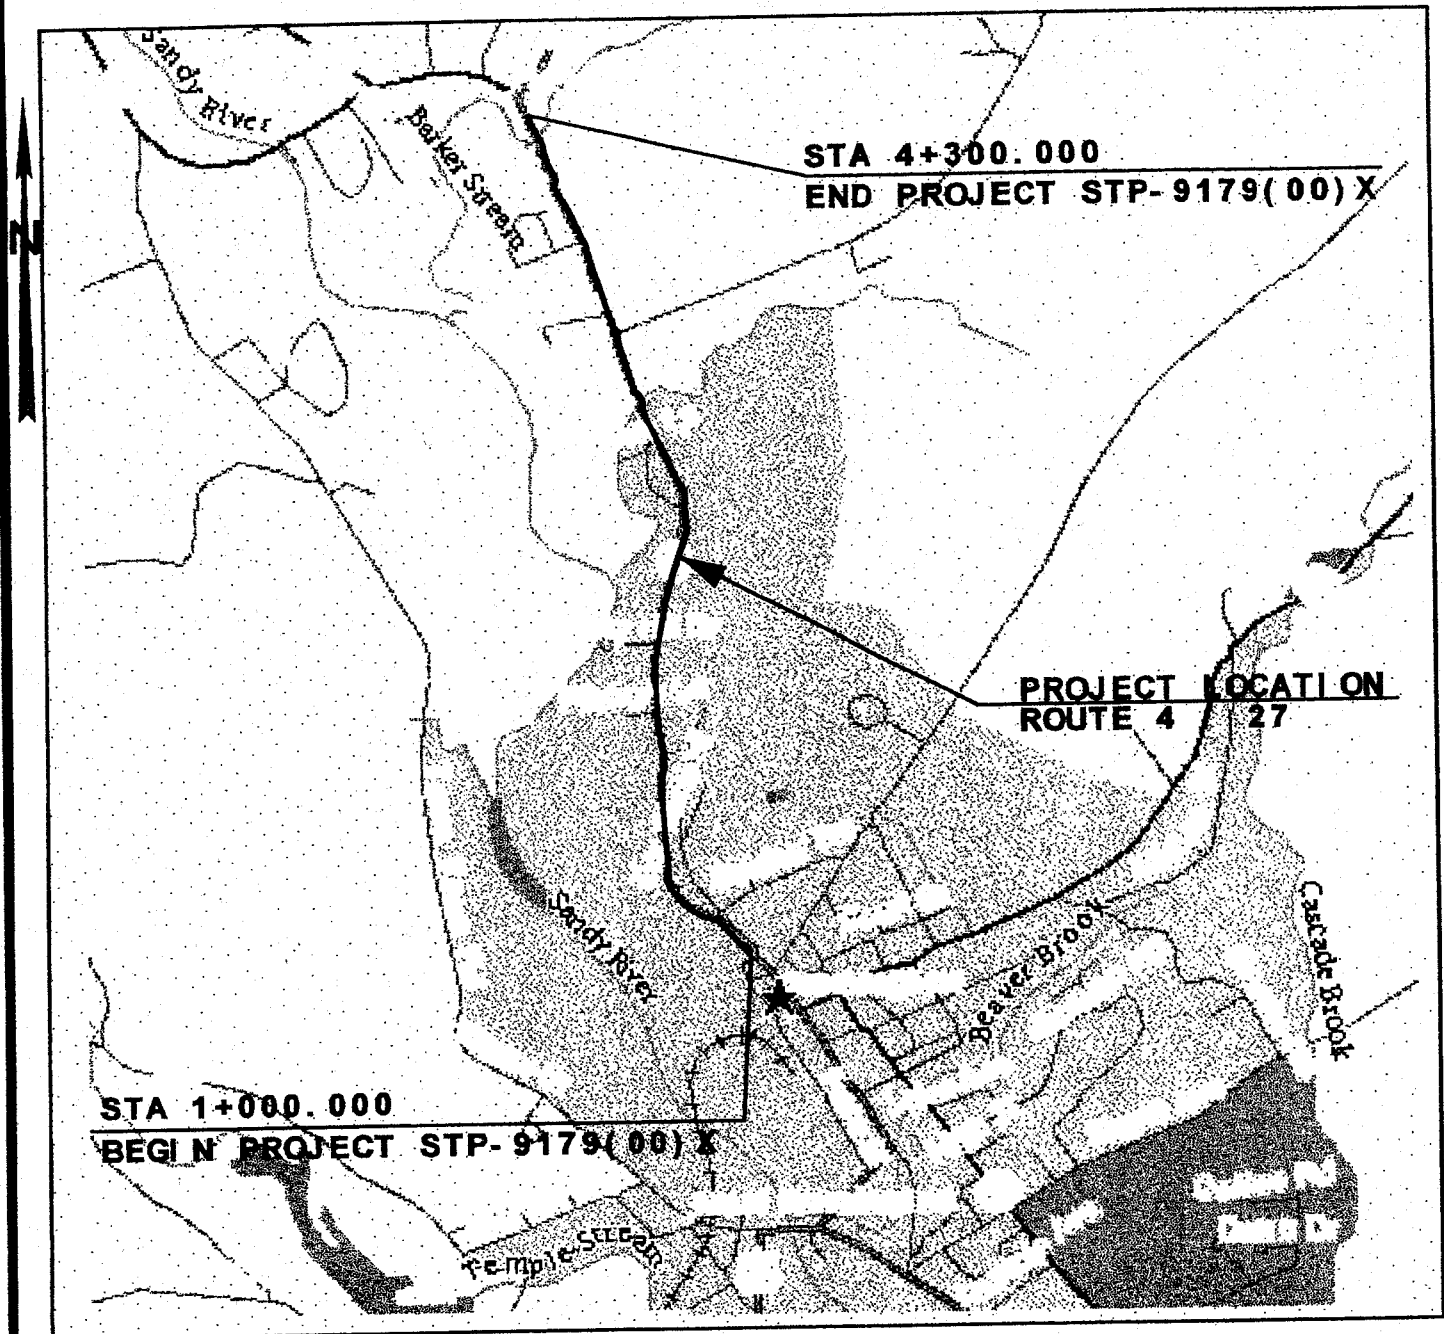 Sandy River
Barker Stream
STA 4+300.000
END PROJECT STP-9179(00)X
N
PROJECT LOCATION
ROUTE 4 27
Sandy River
Beaver Brook
Cascade Brook
STA 1+000.000
BEGIN PROJECT STP-9179(00)X
Temple Stream